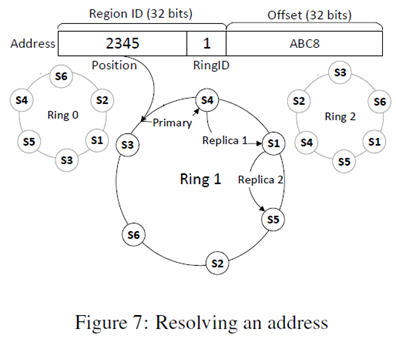 Region ID (32 bits)
Offset (32 bits)
Address
2345
1
ABC8
Position
RingID
S6
S4
S2
Ring 0
S5
S1
S3
S4
Primary
S3
Replica 1
S1
Ring 1
Replica 2
S5
S6
S2
S3
S2
S6
Ring 2
S4
S1
S5
Figure 7: Resolving an address